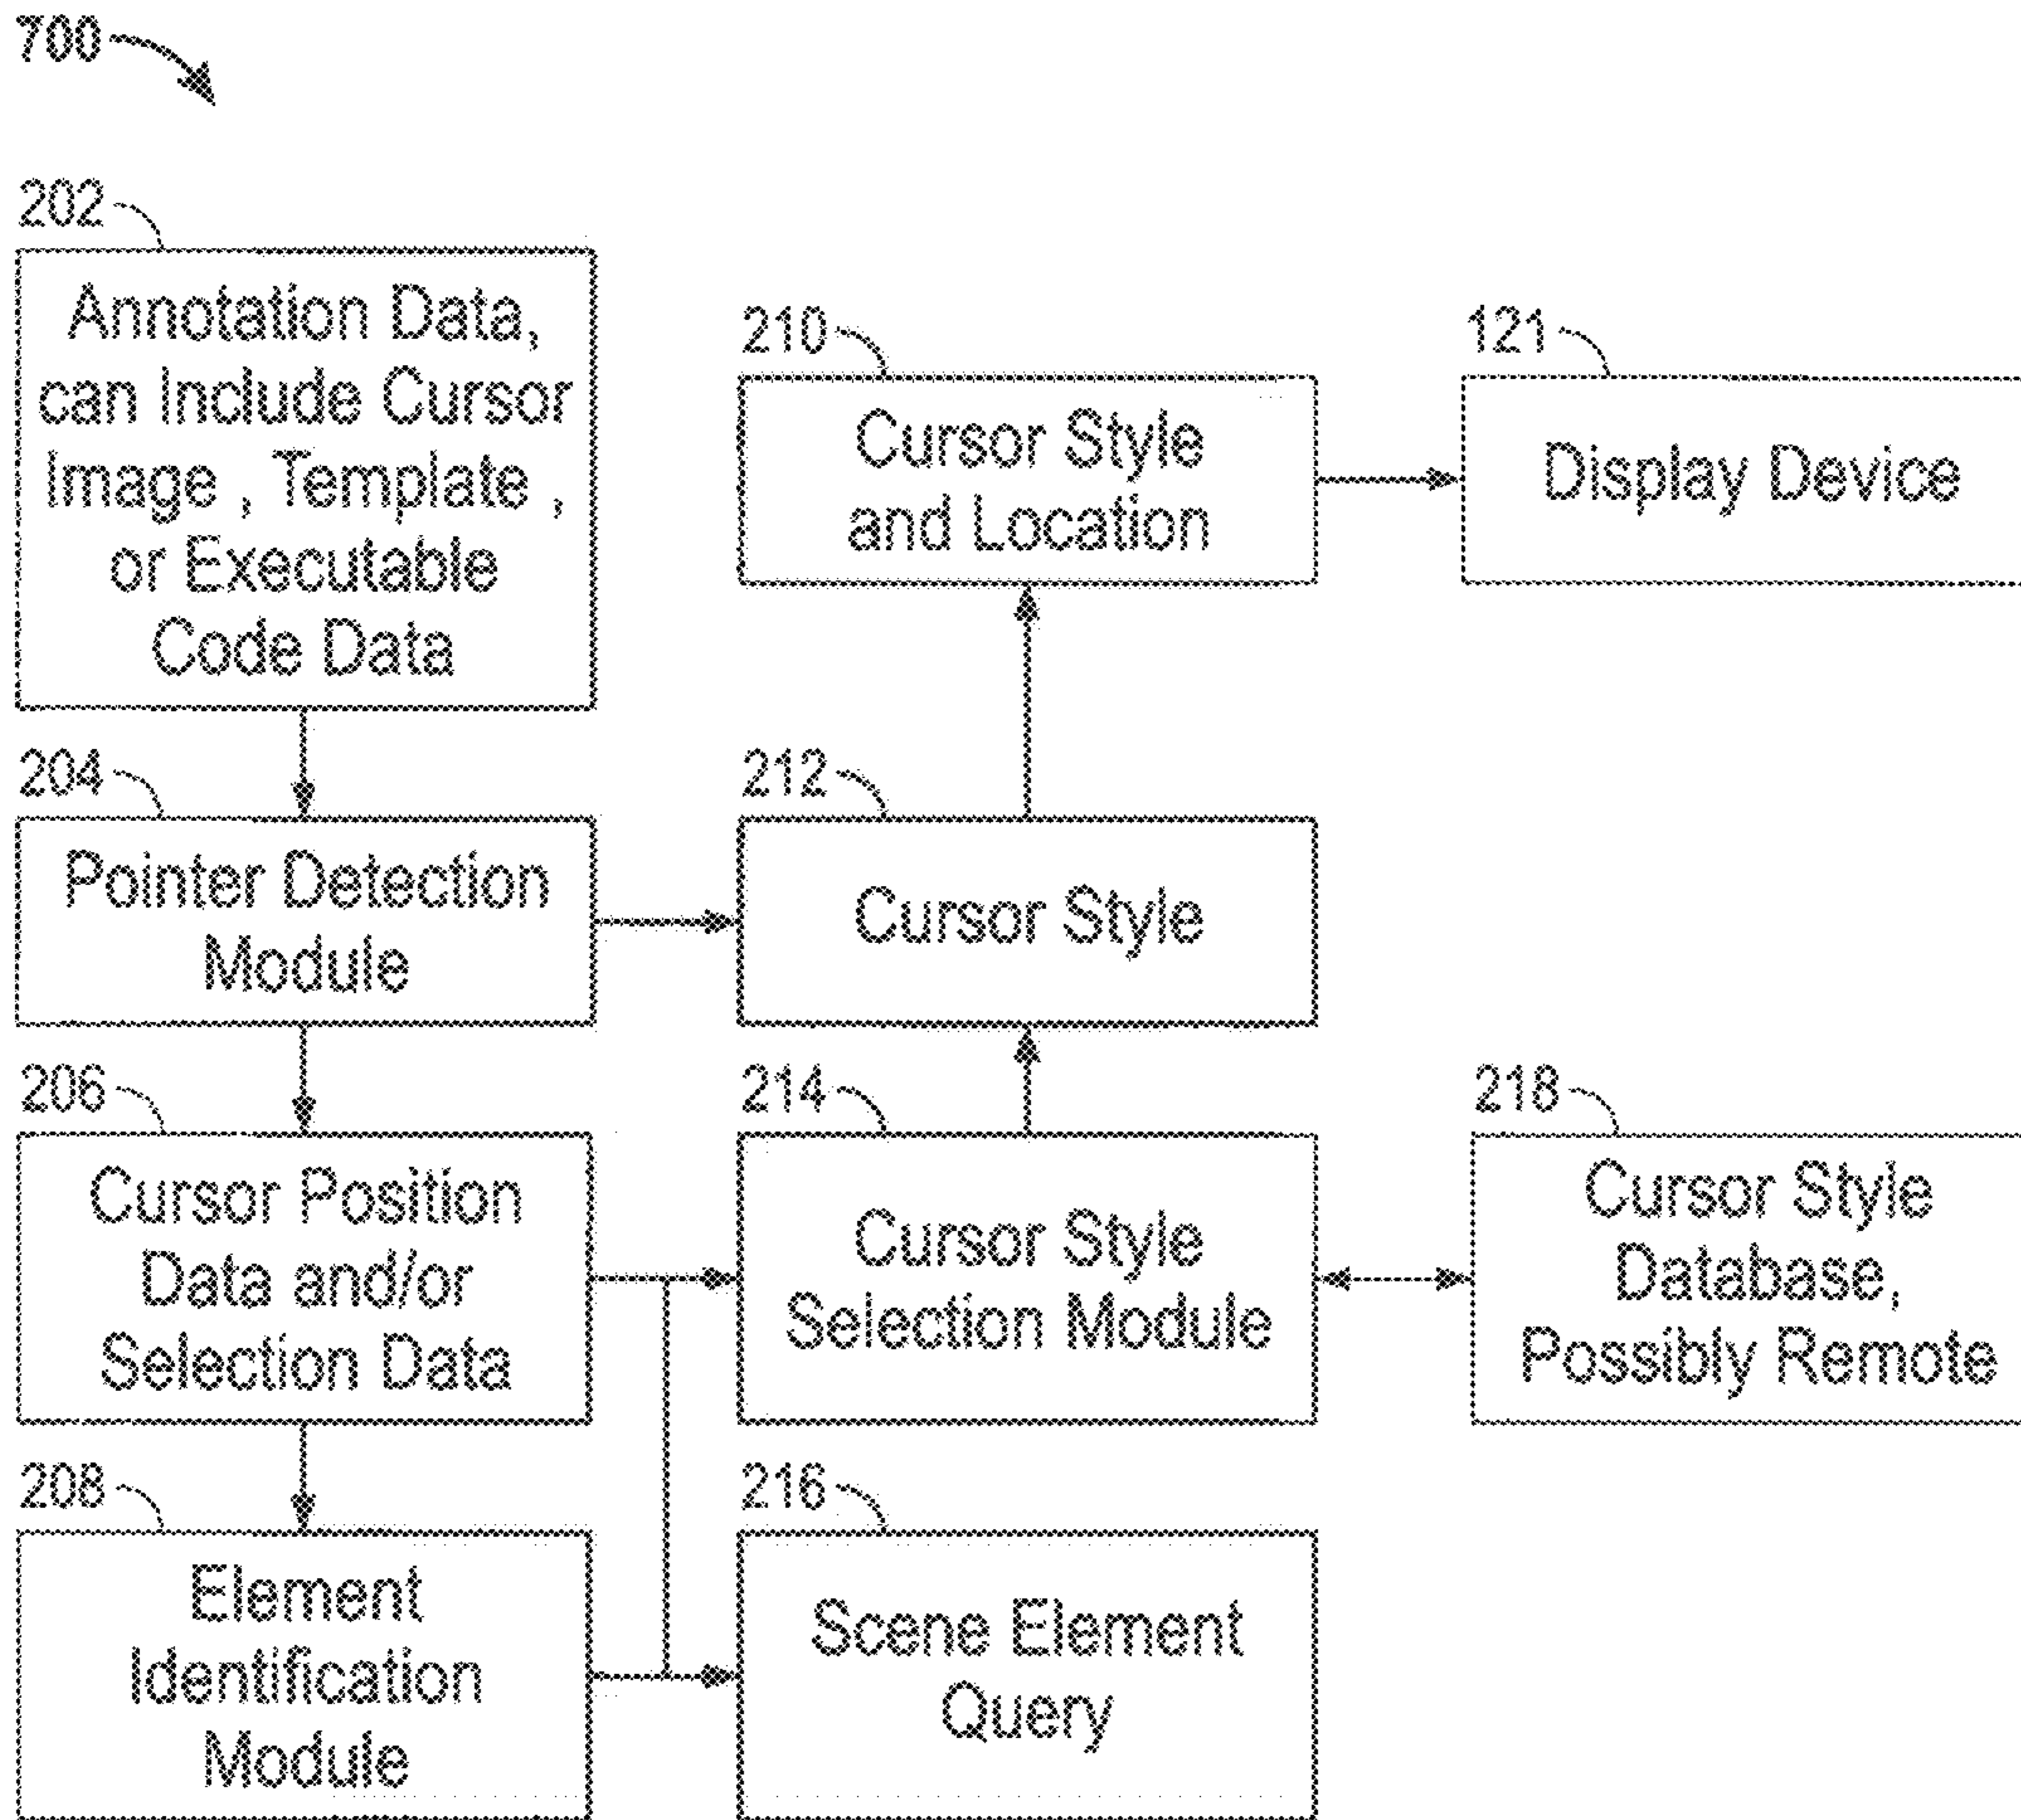 700
202
Annotation Data,
can Include Cursor
Image , Template ,
or Executable
Code Data
210
Cursor Style
and Location
121
Display Device
204
Pointer Detection
Module
212
Cursor Style
206
Cursor Position
Data and/or
Selection Data
214
Cursor Style
Selection Module
218
Cursor Style
Database,
Possibly Remote
208
Element
Identification
Module
216
Scene Element
Query